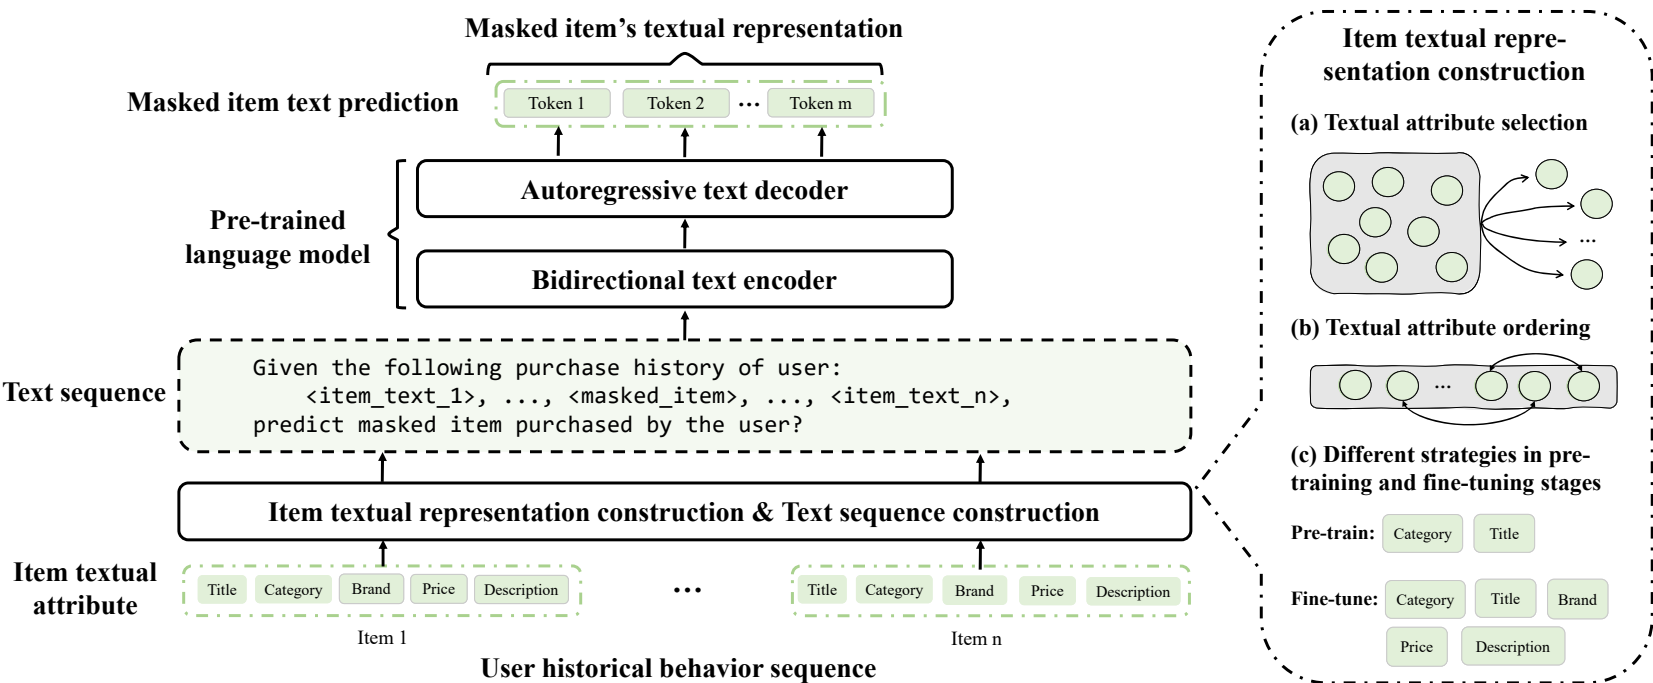 Masked item's textual representation
Masked item text prediction
Token 1
Token 2
...
Token m
Pre-trained
language model
Autoregressive text decoder
Bidirectional text encoder
Text sequence
Given the following purchase history of user:
<item_text_1>, ..., <masked_item>, ..., <item_text_n>,
predict masked item purchased by the user?
Item textual representation construction & Text sequence construction
Item textual
attribute
Title
Category
Brand
Price
Description
...
Title
Category
Brand
Price
Description
Item 1
Item n
User historical behavior sequence
Item textual repre-
sentation construction
(a) Textual attribute selection
...
(b) Textual attribute ordering
...
(c) Different strategies in pre-
training and fine-tuning stages
Pre-train:
Category
Title
Fine-tune:
Category
Title
Brand
Price
Description